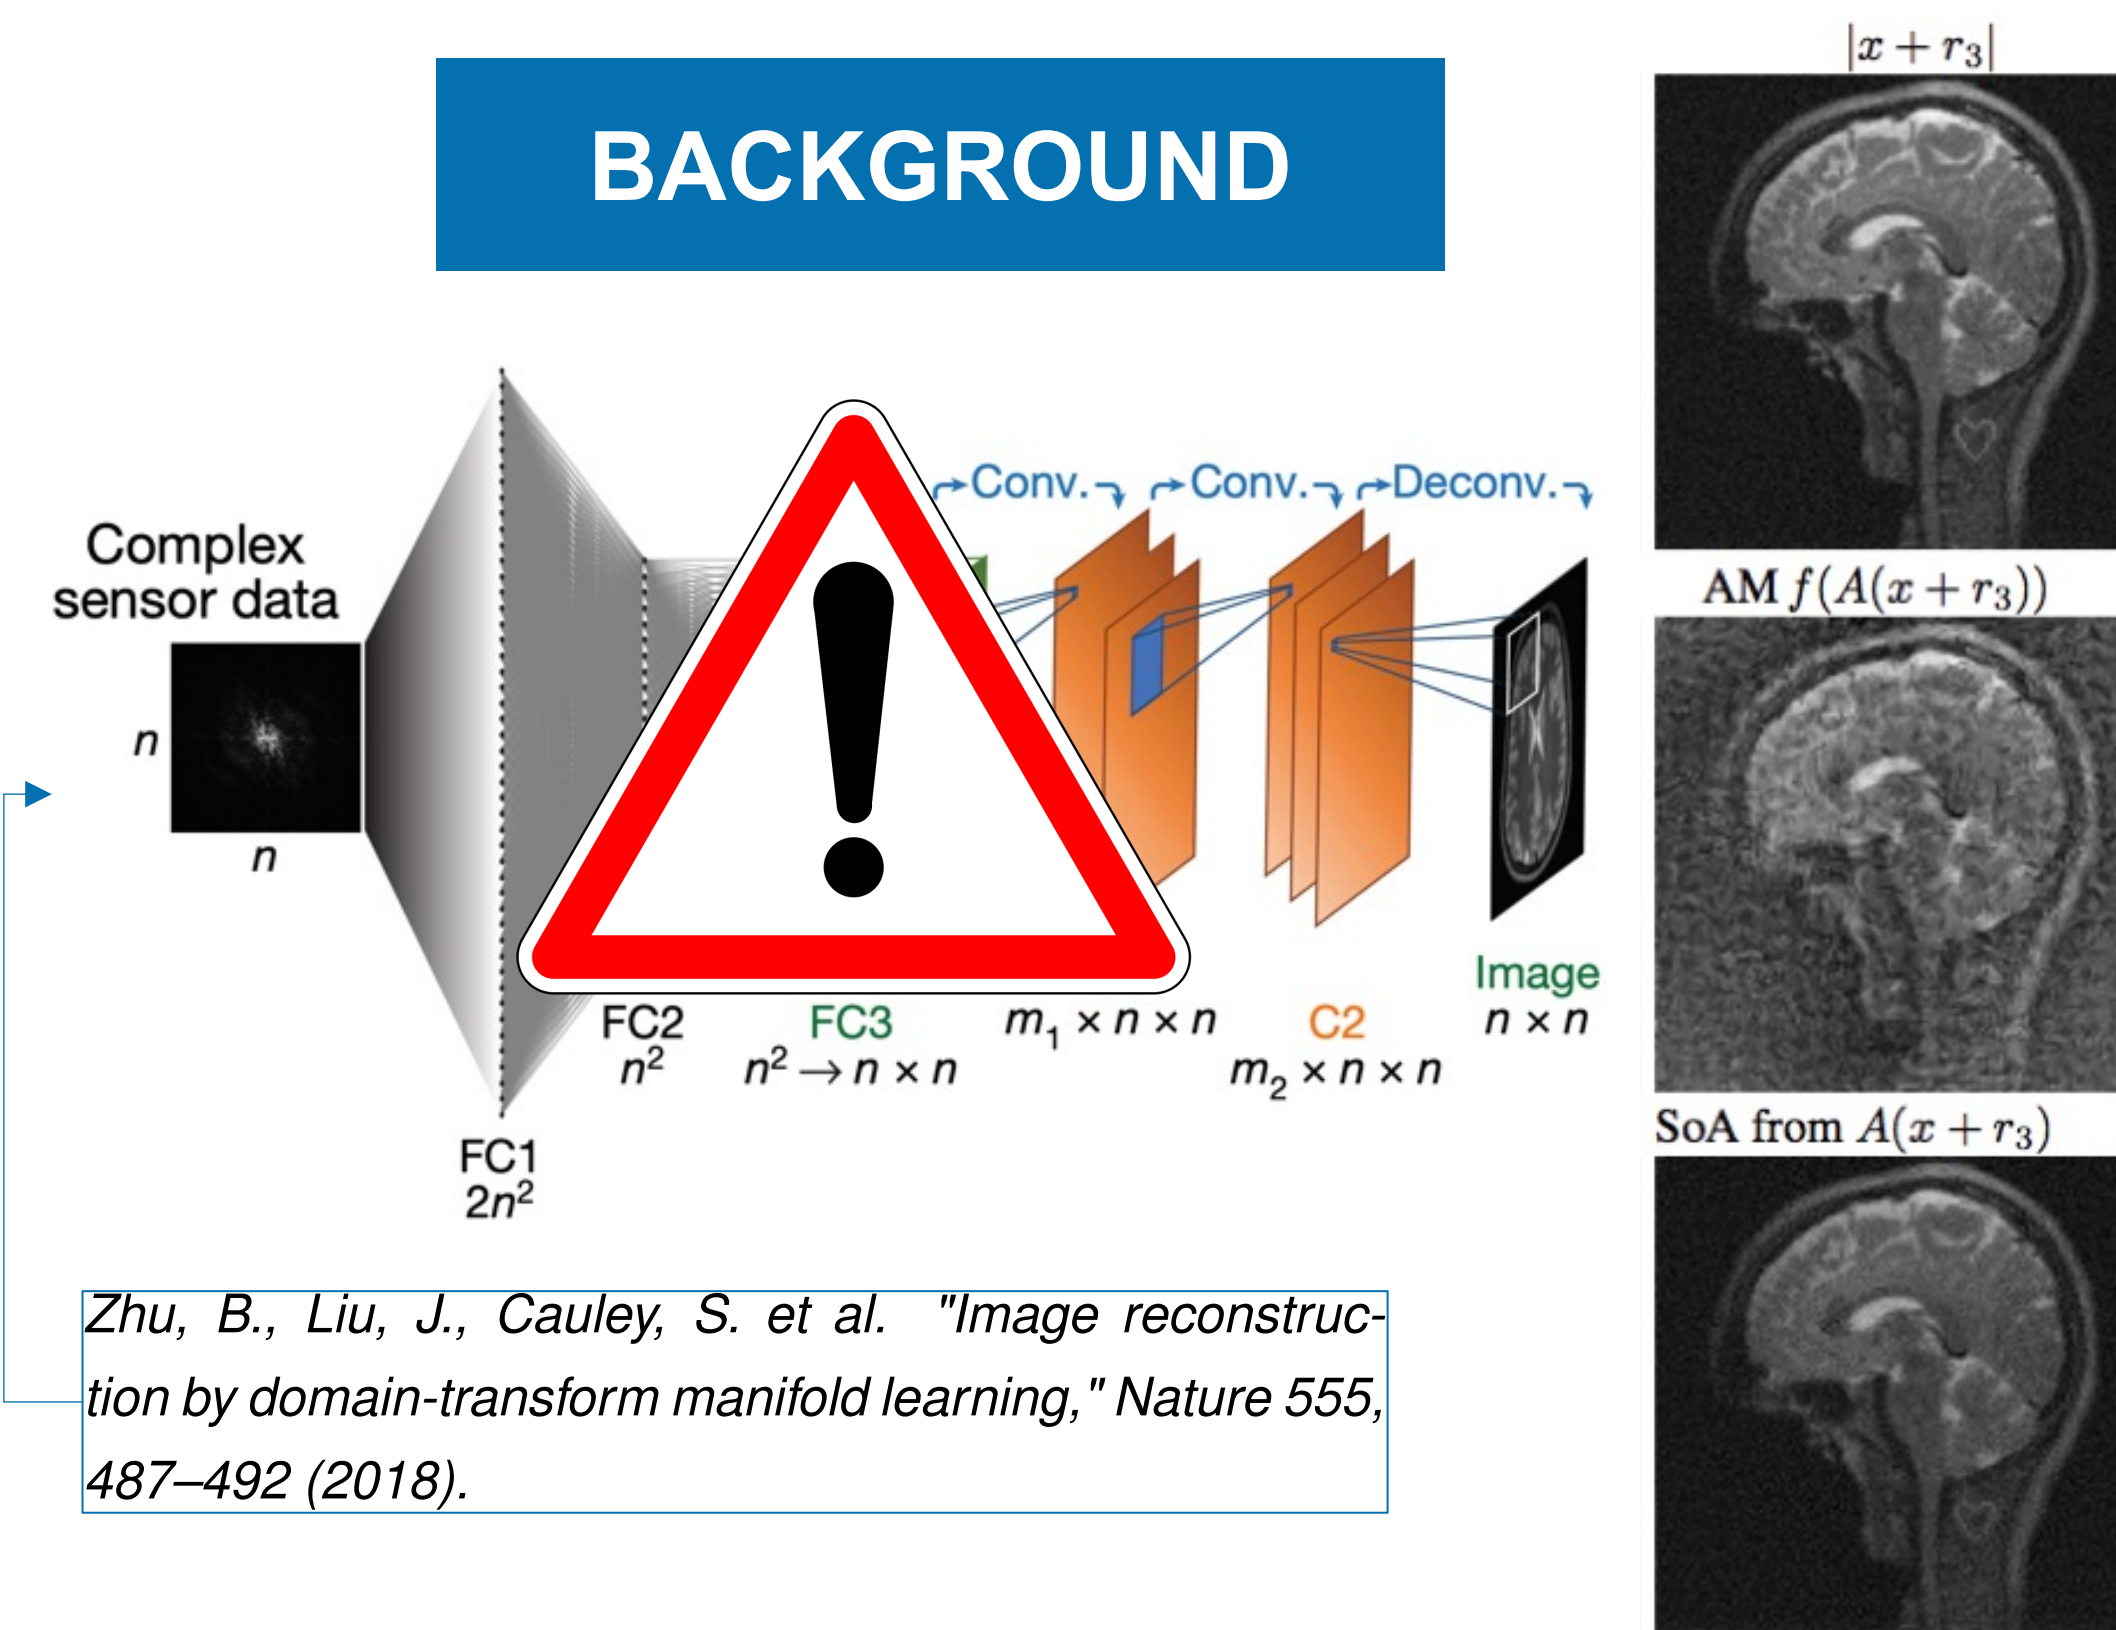 BACKGROUND
|x + r₃|
Conv.
Conv.
Deconv.
Complex
sensor data
n
n
AM f(A(x + r₃))
FC2
n²
FC3
n² → n × n
m₁ × n × n
C2
m₂ × n × n
Image
n × n
FC1
2n²
SoA from A(x + r₃)
Zhu, B., Liu, J., Cauley, S. et al. "Image reconstruc-
tion by domain-transform manifold learning," Nature 555,
487–492 (2018).